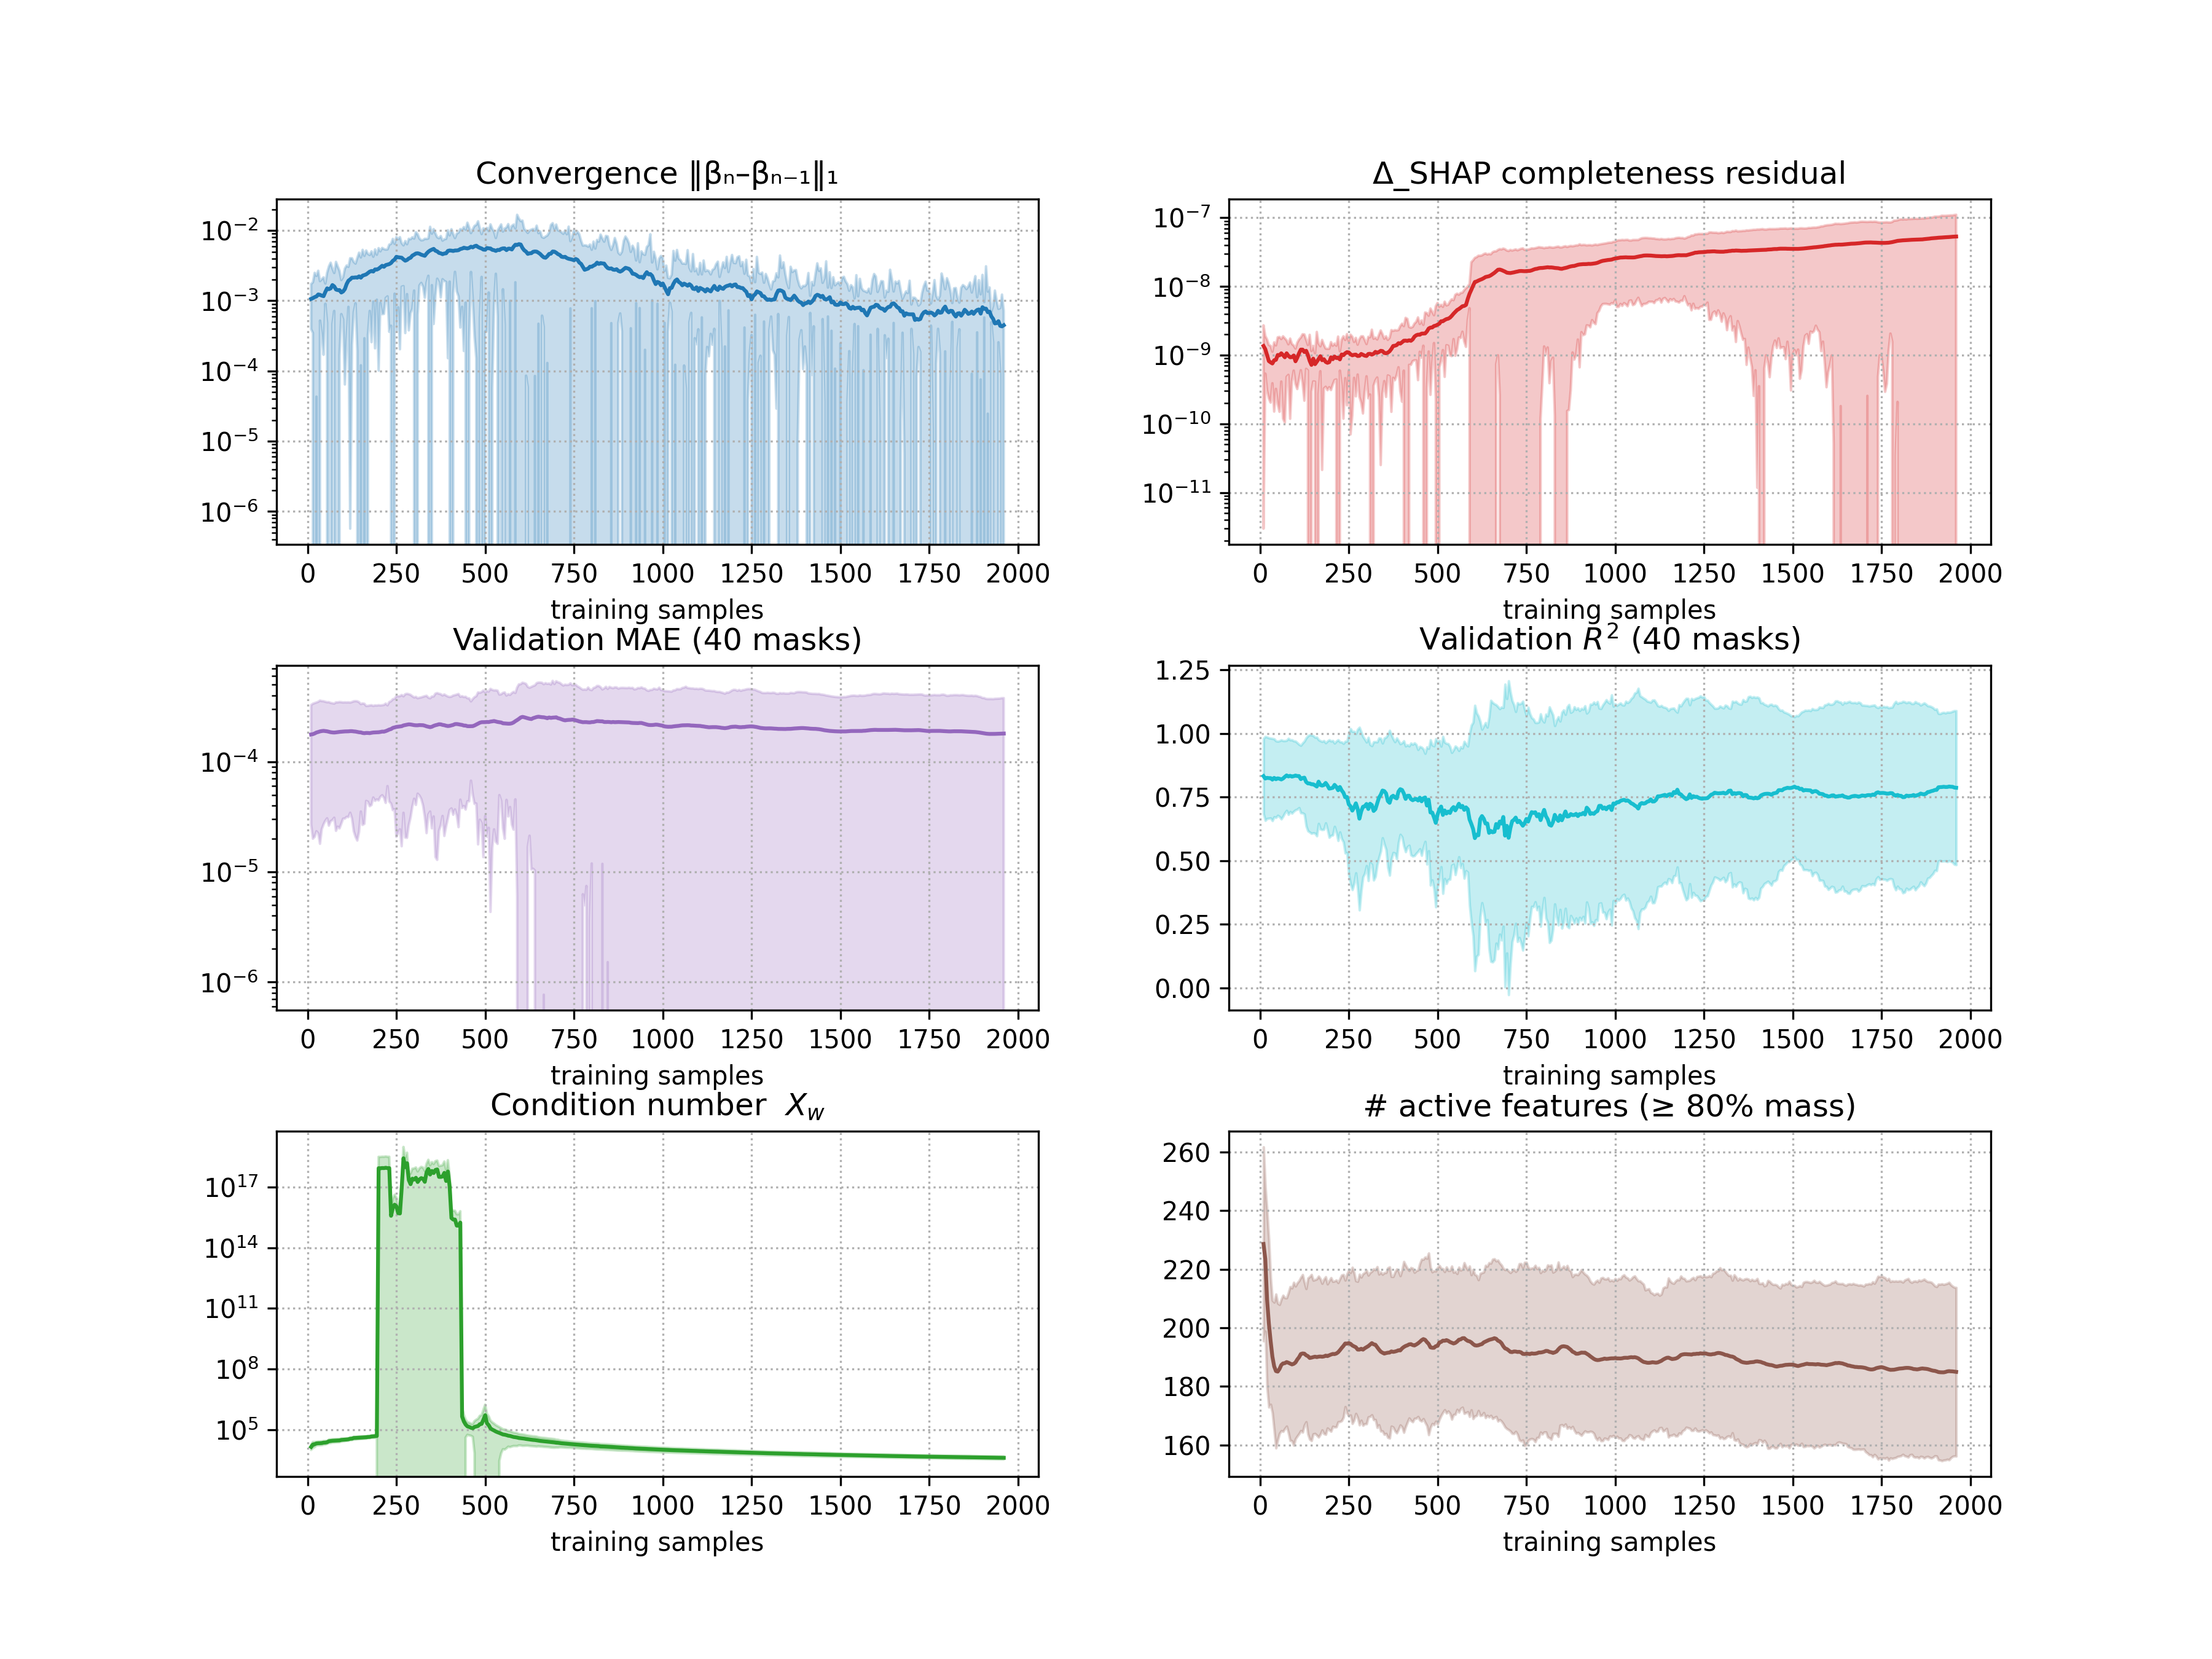 Convergence ‖βₙ–βₙ₋₁‖₁
10⁻²
10⁻³
10⁻⁴
10⁻⁵
10⁻⁶
0 250 500 750 1000 1250 1500 1750 2000
training samples
Δ_SHAP completeness residual
10⁻⁷
10⁻⁸
10⁻⁹
10⁻¹⁰
10⁻¹¹
0 250 500 750 1000 1250 1500 1750 2000
training samples
Validation MAE (40 masks)
10⁻⁴
10⁻⁵
10⁻⁶
0 250 500 750 1000 1250 1500 1750 2000
training samples
Validation R² (40 masks)
1.25
1.00
0.75
0.50
0.25
0.00
0 250 500 750 1000 1250 1500 1750 2000
training samples
Condition number X_w
10¹⁷
10¹⁴
10¹¹
10⁸
10⁵
0 250 500 750 1000 1250 1500 1750 2000
training samples
# active features (≥ 80% mass)
260
240
220
200
180
160
0 250 500 750 1000 1250 1500 1750 2000
training samples